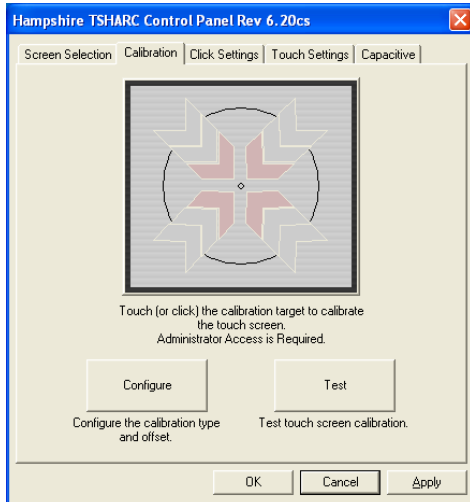 Hampshire TSHARC Control Panel Rev 6.20cs
Screen Selection Calibration Click Settings Touch Settings Capacitive
Touch (or click) the calibration target to calibrate
the touch screen.
Administrator Access is Required.
Configure Test
Configure the calibration type Test touch screen calibration.
and offset.
OK Cancel Apply